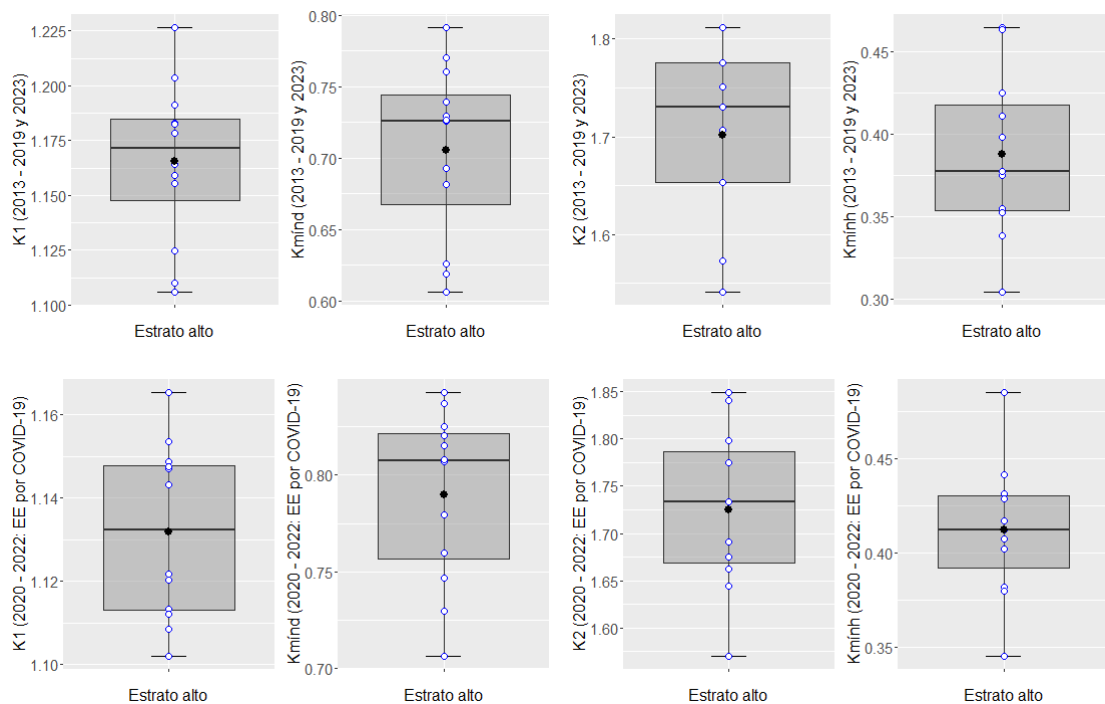 K1 (2013 - 2019 y 2023)
1.225
1.200
1.175
1.150
1.125
1.100
Estrato alto
Kmínd (2013 - 2019 y 2023)
0.80
0.75
0.70
0.65
0.60
Estrato alto
K2 (2013 - 2019 y 2023)
1.8
1.7
1.6
Estrato alto
Kmính (2013 - 2019 y 2023)
0.45
0.40
0.35
0.30
Estrato alto
K1 (2020 - 2022: EE por COVID-19)
1.16
1.14
1.12
1.10
Estrato alto
Kmínd (2020 - 2022: EE por COVID-19)
0.80
0.75
0.70
Estrato alto
K2 (2020 - 2022: EE por COVID-19)
1.85
1.80
1.75
1.70
1.65
1.60
Estrato alto
Kmính (2020 - 2022: EE por COVID-19)
0.45
0.40
0.35
Estrato alto